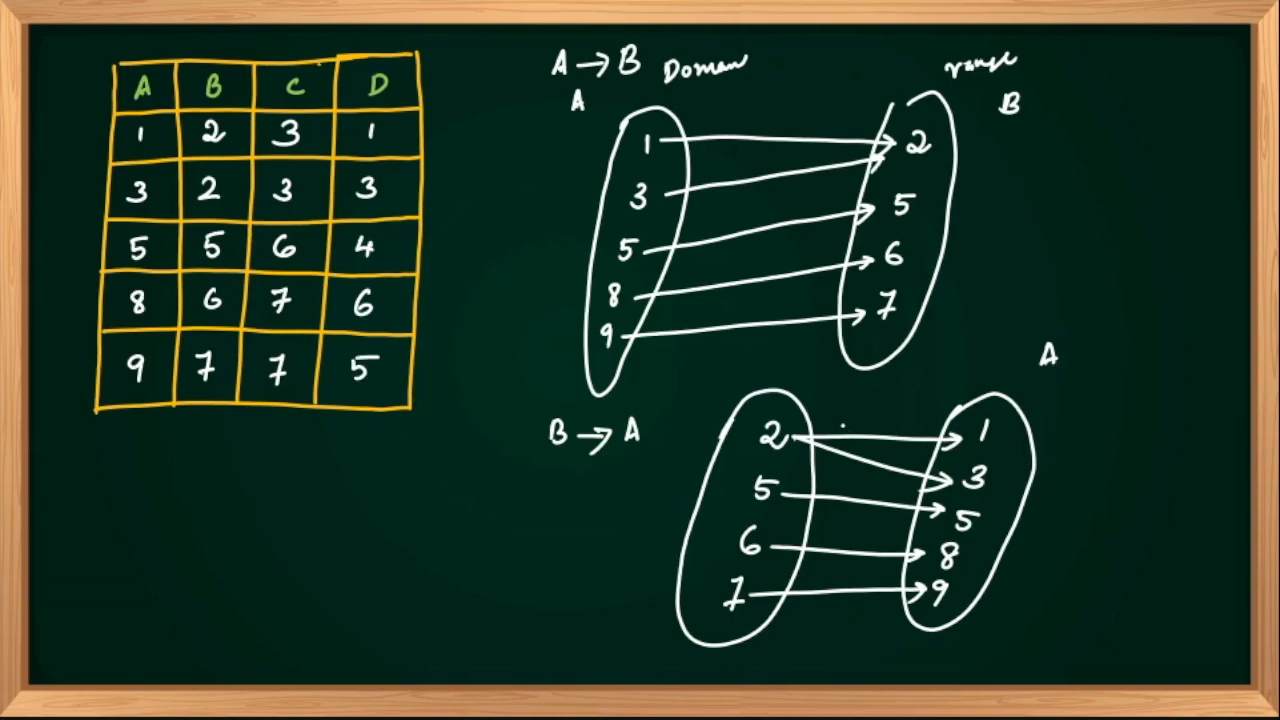 A B C D
1 2 3 1
3 2 3 3
5 5 6 4
8 6 7 6
9 7 7 5
A → B Doman range
A B
1 2
3
5 5
8 6
9 7
B → A
A
2 1
5 3
6 5
7 8
9